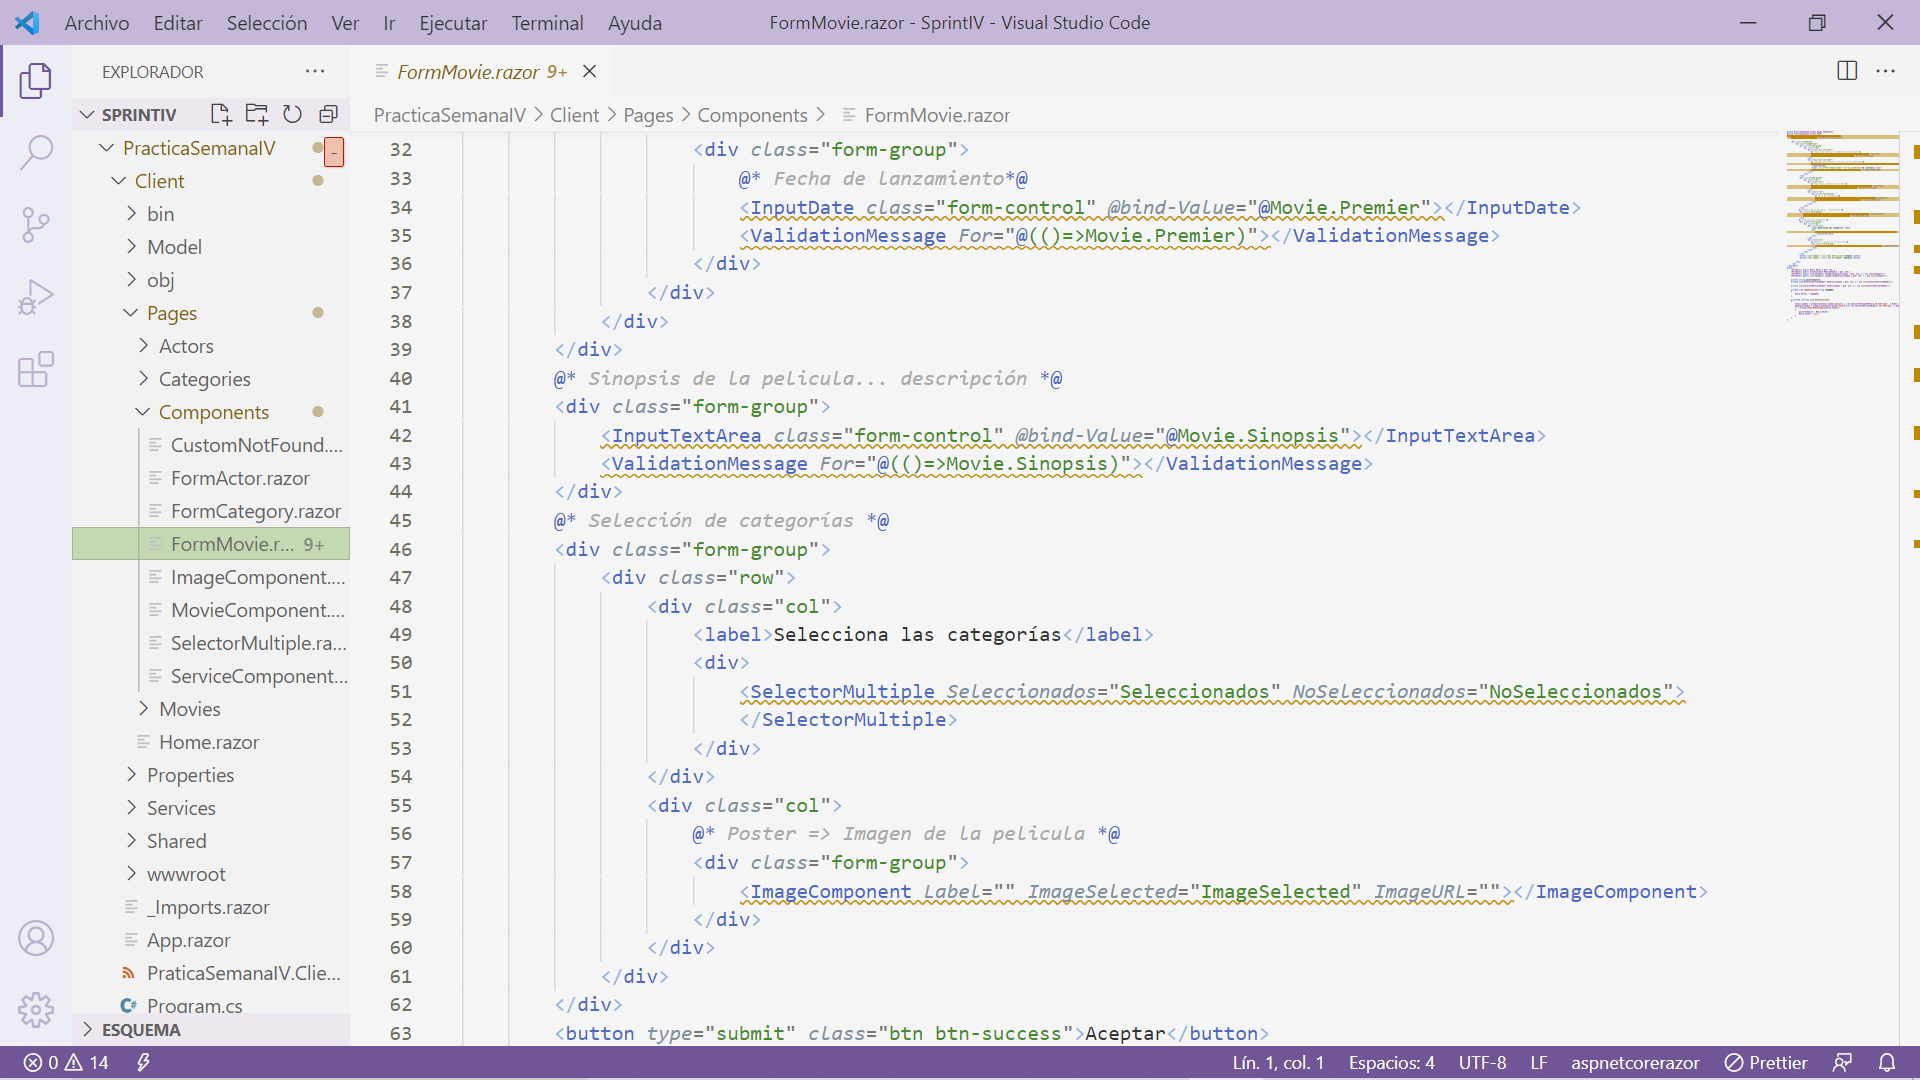 Archivo Editar Selección Ver Ir Ejecutar Terminal Ayuda FormMovie.razor - SprintIV - Visual Studio Code
EXPLORADOR ···
SPRINTIV
PracticaSemanaIV
-
Client
bin
Model
obj
Pages
Actors
Categories
Components
CustomNotFound....
FormActor.razor
FormCategory.razor
FormMovie.r... 9+
ImageComponent....
MovieComponent....
SelectorMultiple.ra...
ServiceComponent...
Movies
Home.razor
Properties
Services
Shared
wwwroot
_Imports.razor
App.razor
PraticaSemanaIV.Clie...
Program.cs
ESQUEMA
FormMovie.razor 9+
PracticaSemanaIV > Client > Pages > Components > FormMovie.razor
32 <div class="form-group">
33 @* Fecha de lanzamiento*@
34 <InputDate class="form-control" @bind-Value="@Movie.Premier"></InputDate>
35 <ValidationMessage For="@(()=>Movie.Premier)"></ValidationMessage>
36 </div>
37 </div>
38 </div>
39 </div>
40 @* Sinopsis de la pelicula... descripción *@
41 <div class="form-group">
42 <InputTextArea class="form-control" @bind-Value="@Movie.Sinopsis"></InputTextArea>
43 <ValidationMessage For="@(()=>Movie.Sinopsis)"></ValidationMessage>
44 </div>
45 @* Selección de categorías *@
46 <div class="form-group">
47 <div class="row">
48 <div class="col">
49 <label>Selecciona las categorías</label>
50 <div>
51 <SelectorMultiple Seleccionados="Seleccionados" NoSeleccionados="NoSeleccionados">
52 </SelectorMultiple>
53 </div>
54 </div>
55 <div class="col">
56 @* Poster => Imagen de la pelicula *@
57 <div class="form-group">
58 <ImageComponent Label="" ImageSelected="ImageSelected" ImageURL=""></ImageComponent>
59 </div>
60 </div>
61 </div>
62 </div>
63 <button type="submit" class="btn btn-success">Aceptar</button>
0 14 Lín. 1, col. 1 Espacios: 4 UTF-8 LF aspnetcorerazor Prettier